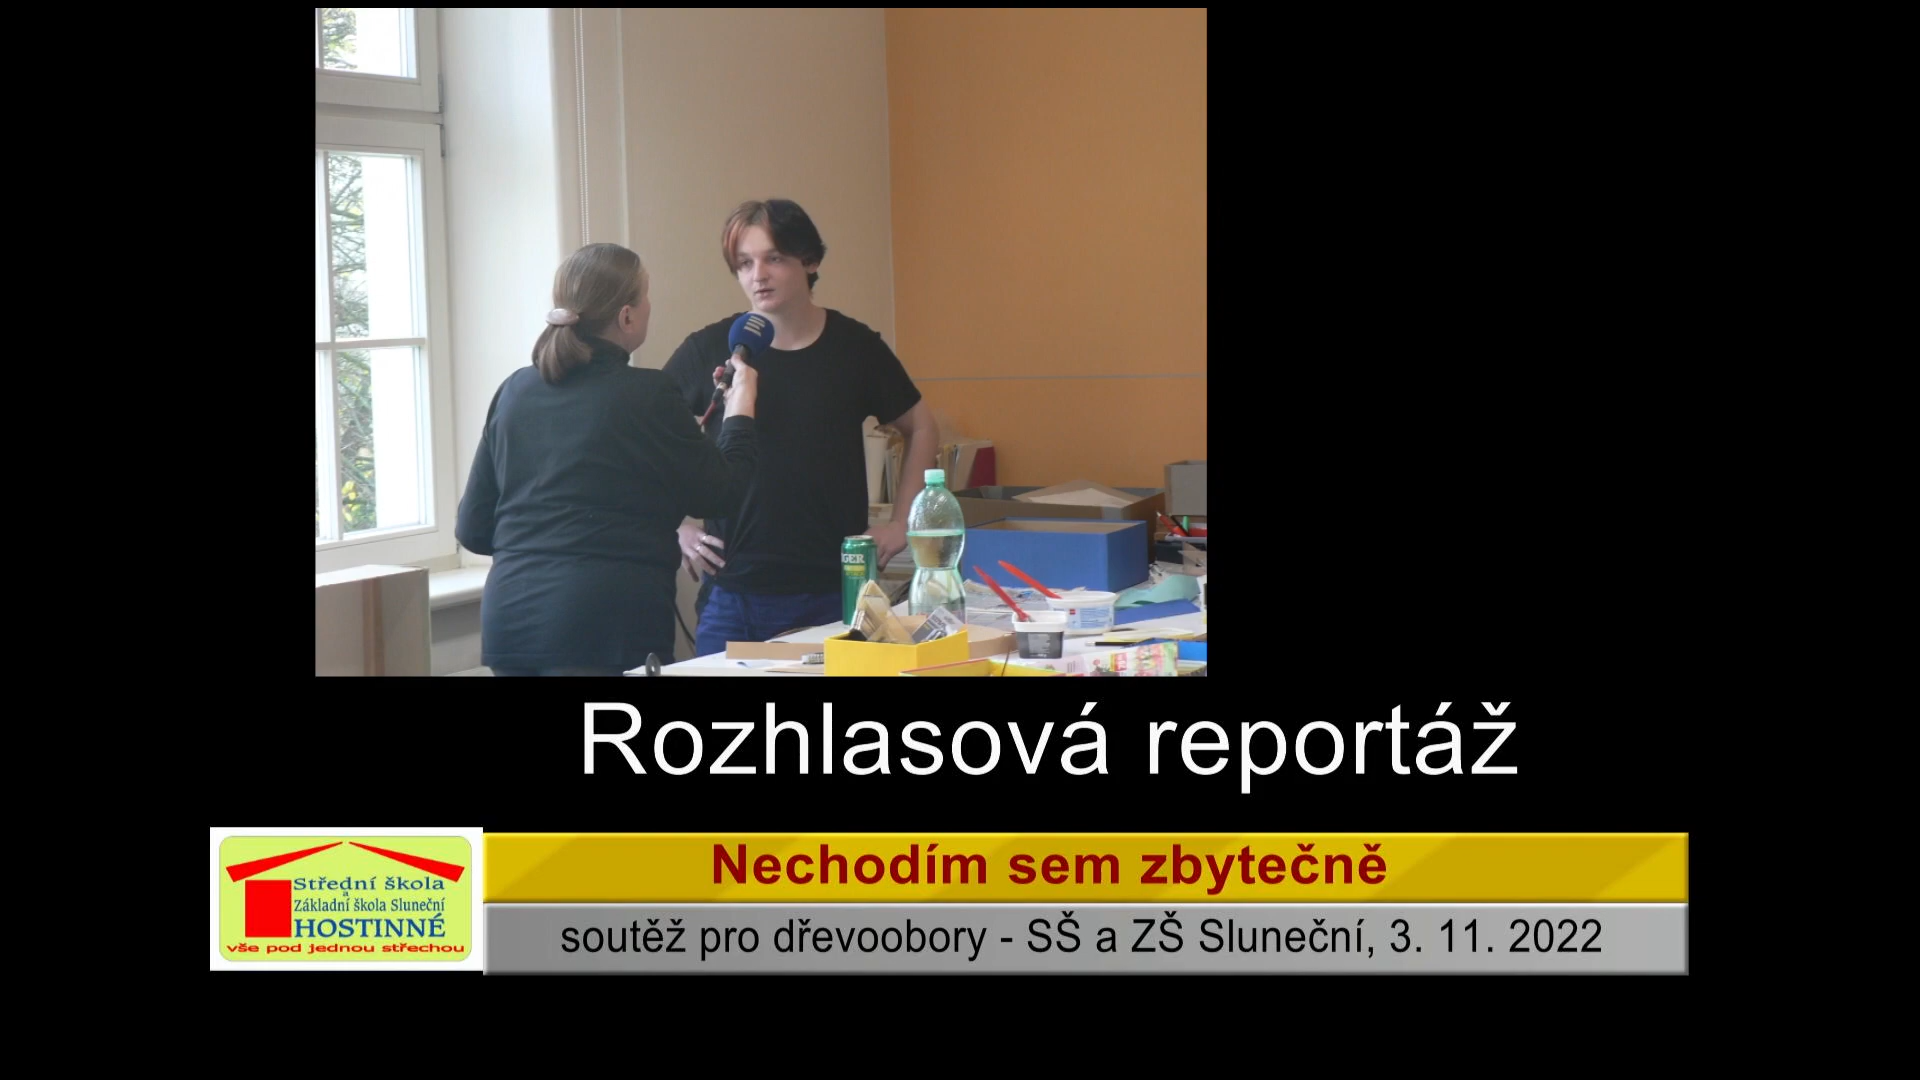 GER
Rozhlasová reportáž
Nechodím sem zbytečně
soutěž pro dřevoobory - SŠ a ZŠ Sluneční, 3. 11. 2022
Střední škola
a
Základní škola Sluneční
HOSTINNÉ
vše pod jednou střechou